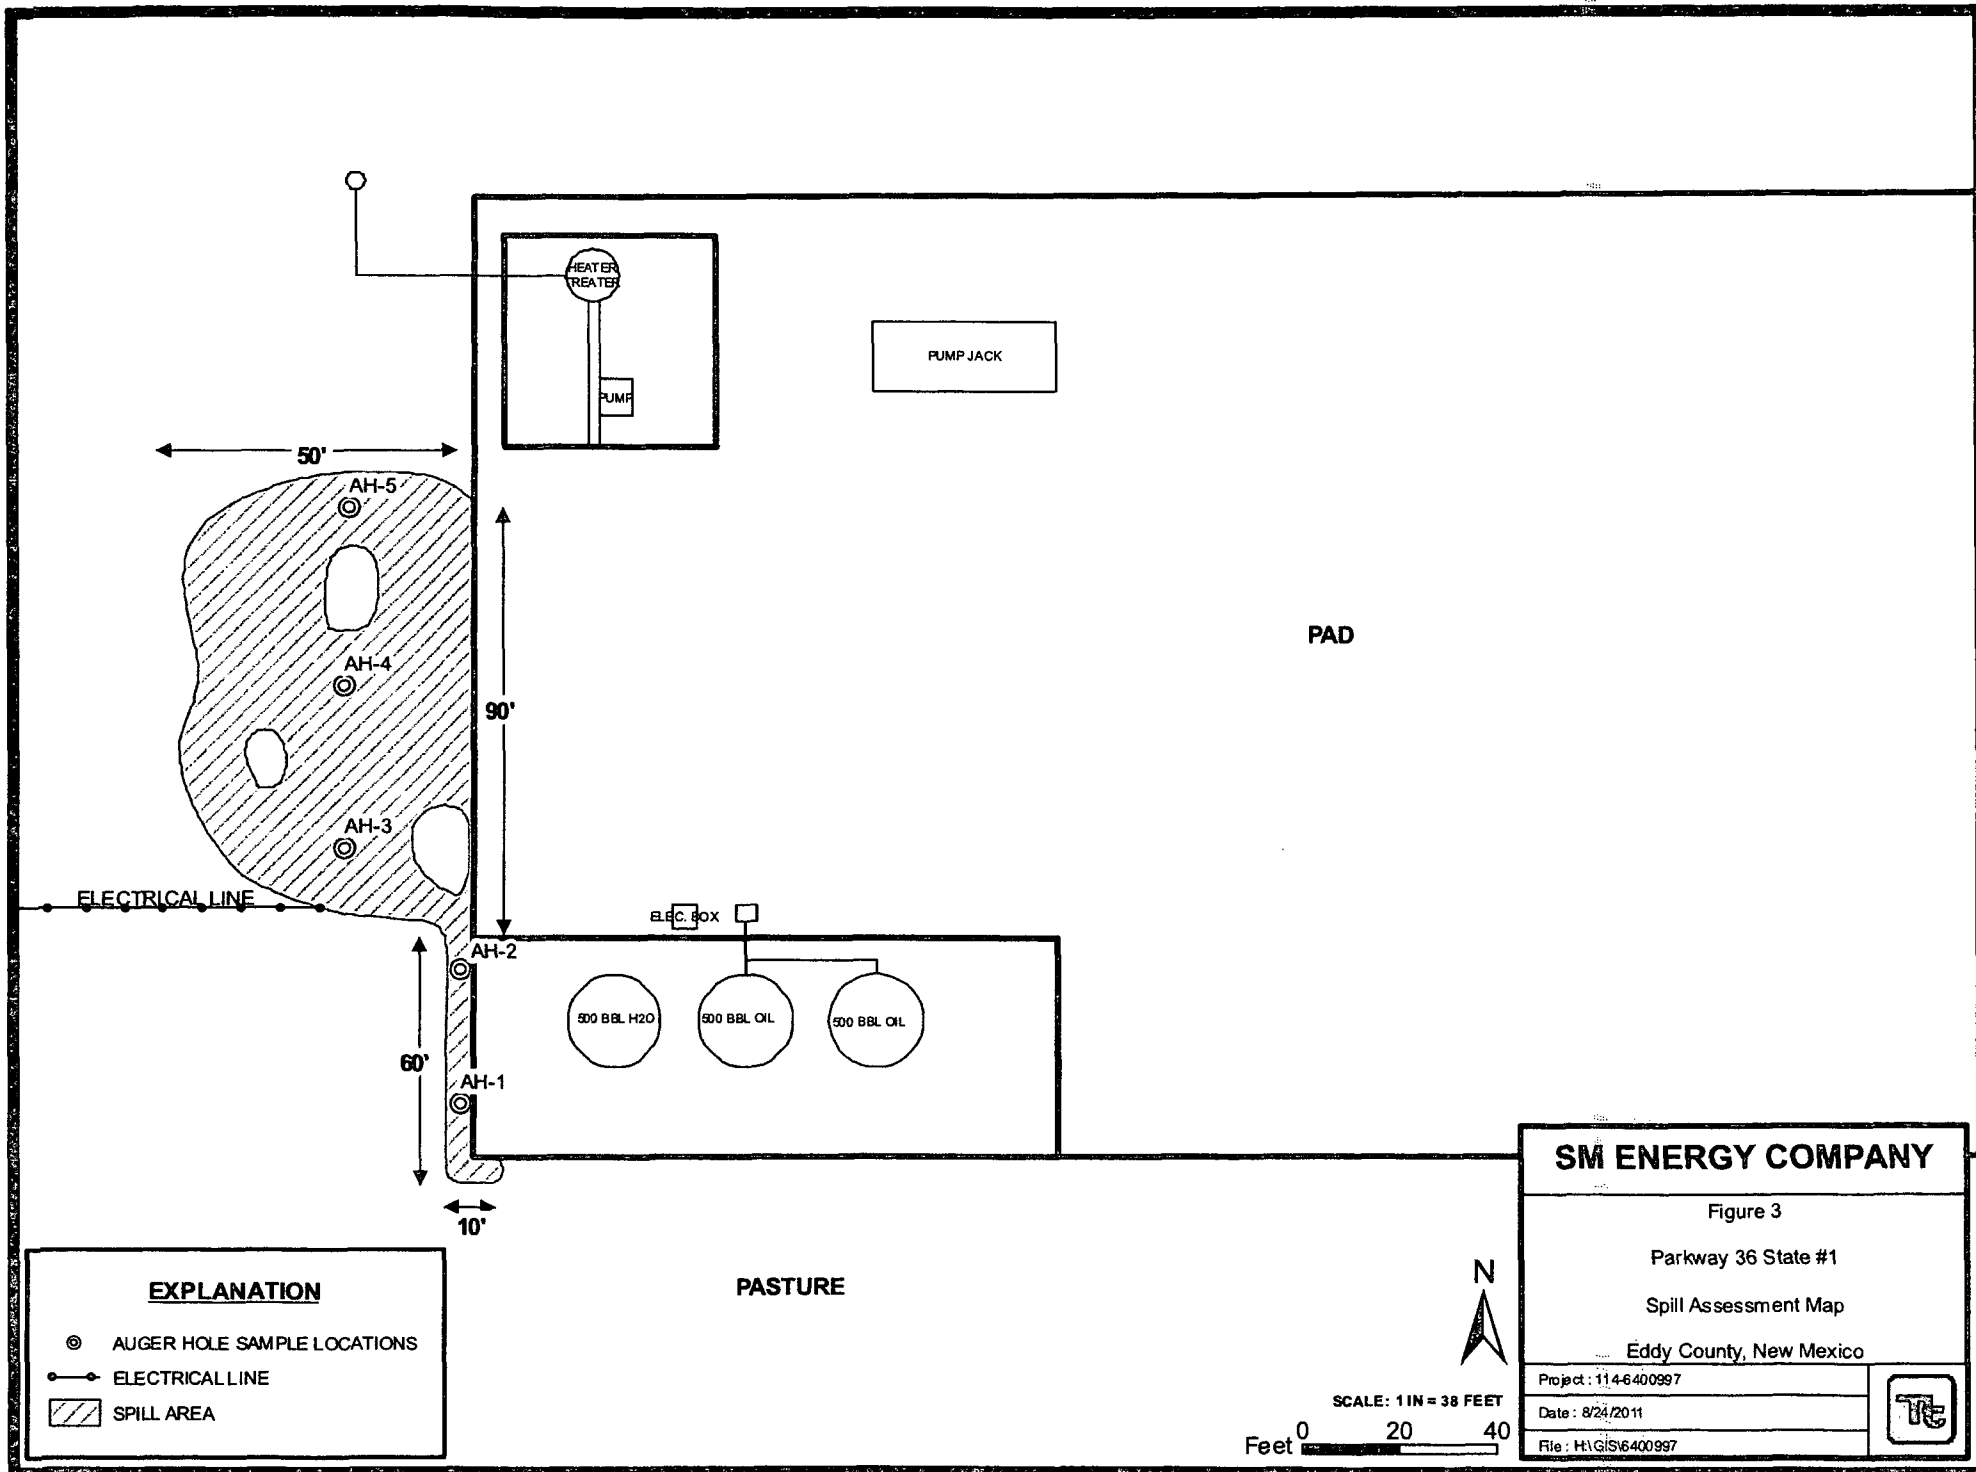 HEATER
TREATER
PUMP JACK
PUMP
50'
AH-5
PAD
AH-4
90'
AH-3
ELECTRICAL LINE
ELEC. BOX
AH-2
500 BBL H2O
500 BBL OIL
500 BBL OIL
60'
AH-1
10'
PASTURE
EXPLANATION
AUGER HOLE SAMPLE LOCATIONS
ELECTRICAL LINE
SPILL AREA
N
SCALE: 1 IN = 38 FEET
Feet 0 20 40
SM ENERGY COMPANY
Figure 3
Parkway 36 State #1
Spill Assessment Map
Eddy County, New Mexico
Project : 114-6400997
Date : 8/24/2011
File : H:\GIS\6400997
Tt